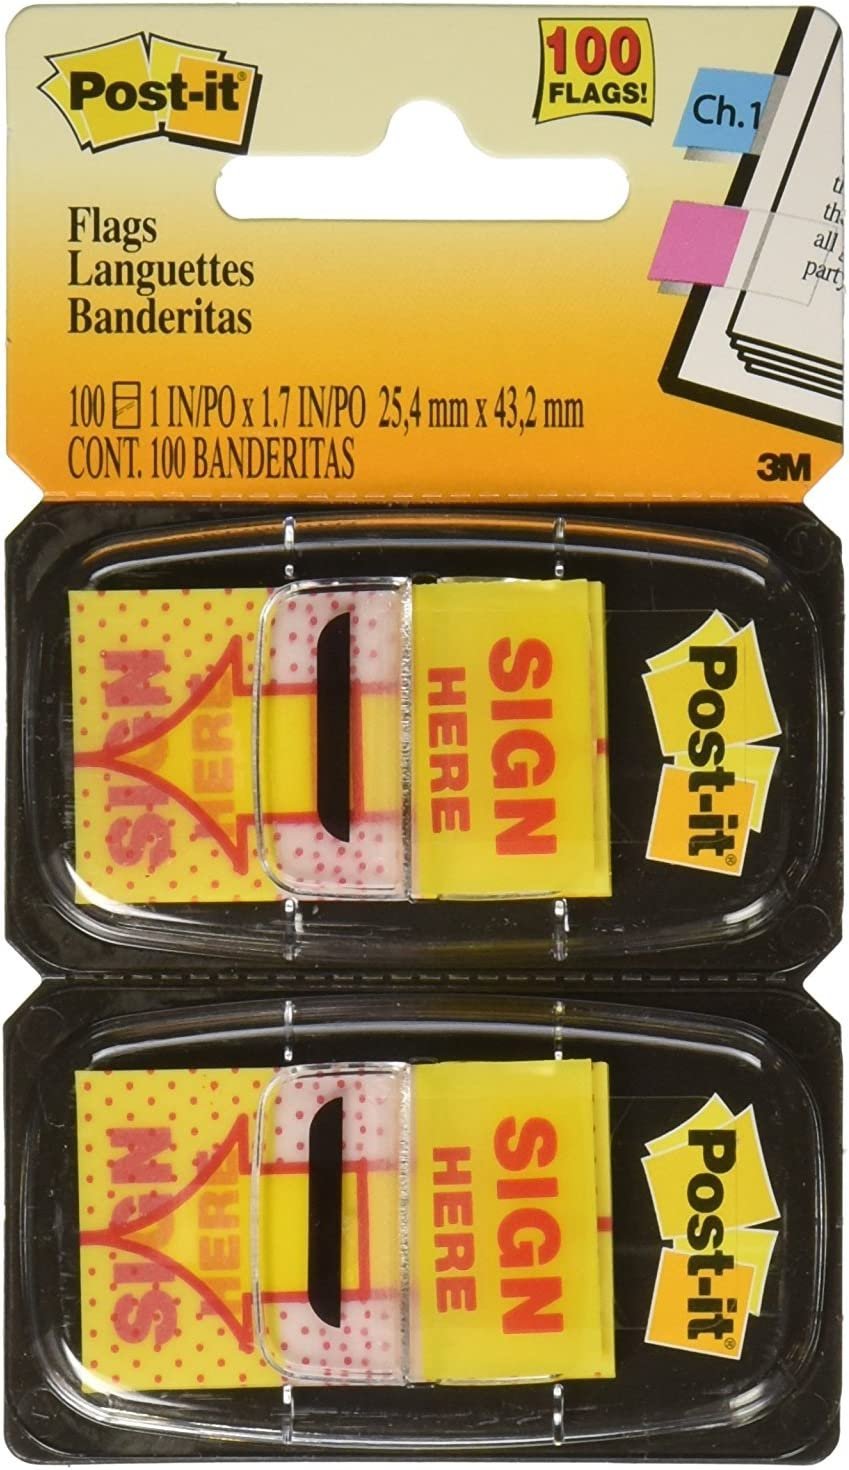 Post-it®
100
FLAGS!
Ch.1
all
party
Flags
Languettes
Banderitas
100 1 IN/PO x 1.7 IN/PO 25,4 mm x 43,2 mm
CONT. 100 BANDERITAS
3M
SIGN
HERE
SIGN
HERE
Post-it®
SIGN
HERE
SIGN
HERE
Post-it®